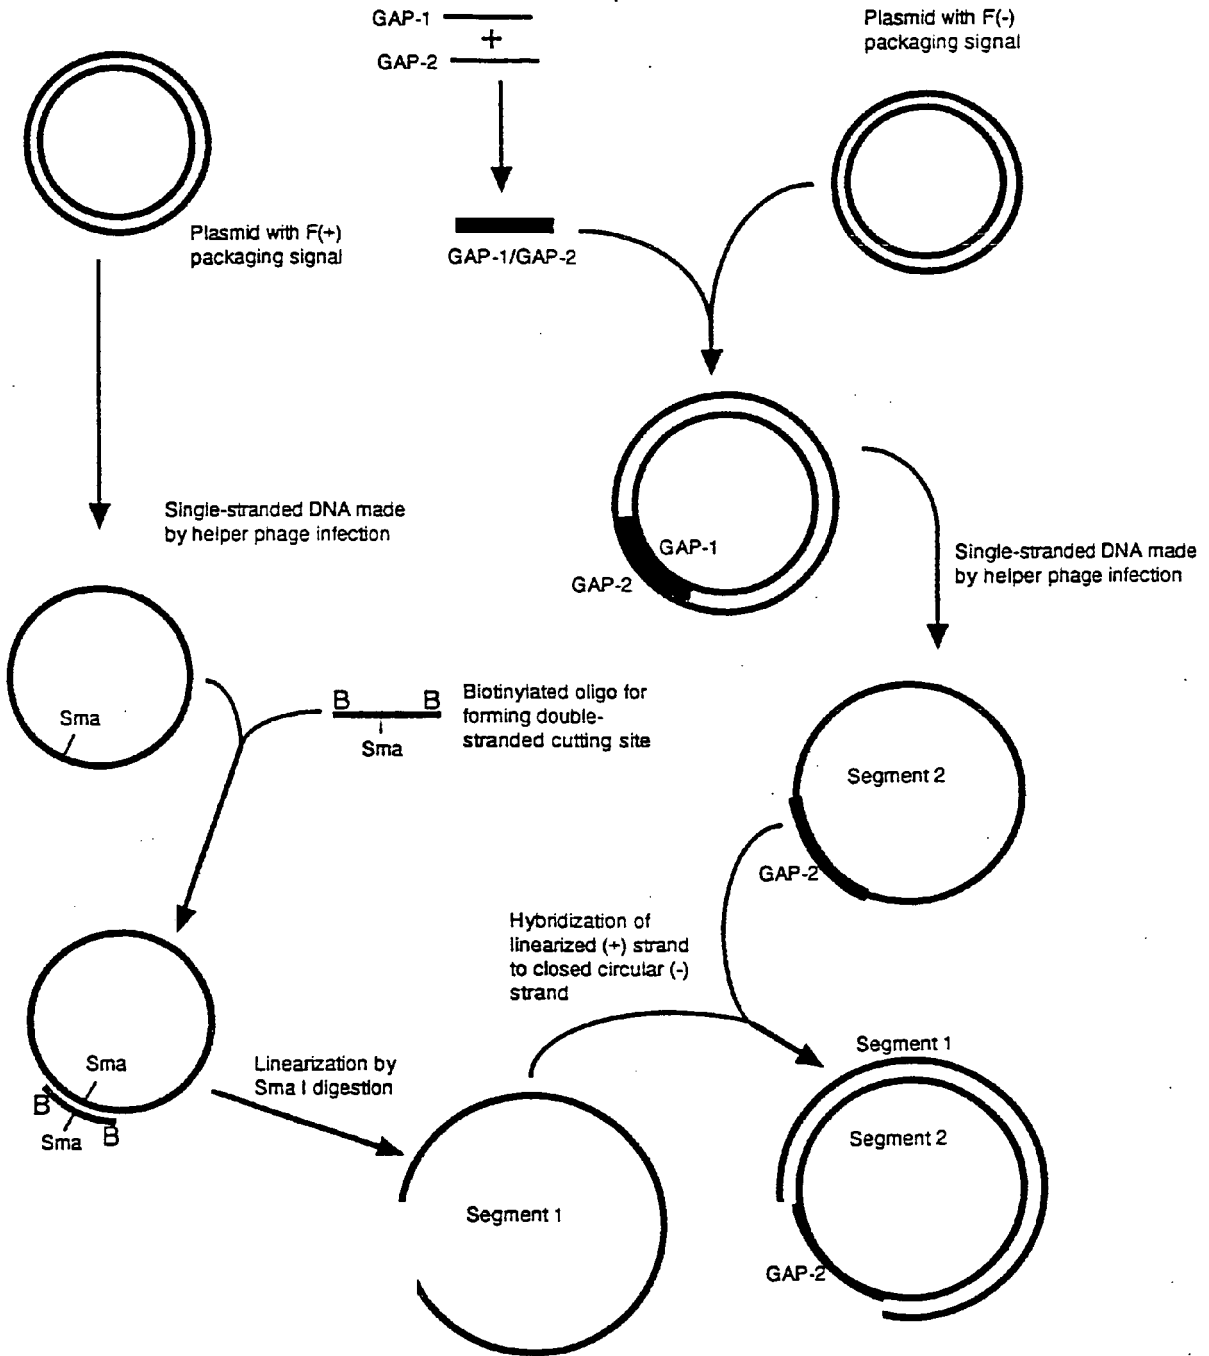 GAP-1
+
GAP-2
Plasmid with F(-)
packaging signal
Plasmid with F(+)
packaging signal
GAP-1/GAP-2
Single-stranded DNA made
by helper phage infection
GAP-1
GAP-2
Single-stranded DNA made
by helper phage infection
Sma
B B
Sma
Biotinylated oligo for
forming double-
stranded cutting site
Segment 2
GAP-2
Hybridization of
linearized (+) strand
to closed circular (-)
strand
Sma
B
Sma
B
Linearization by
Sma I digestion
Segment 1
Segment 1
Segment 2
GAP-2